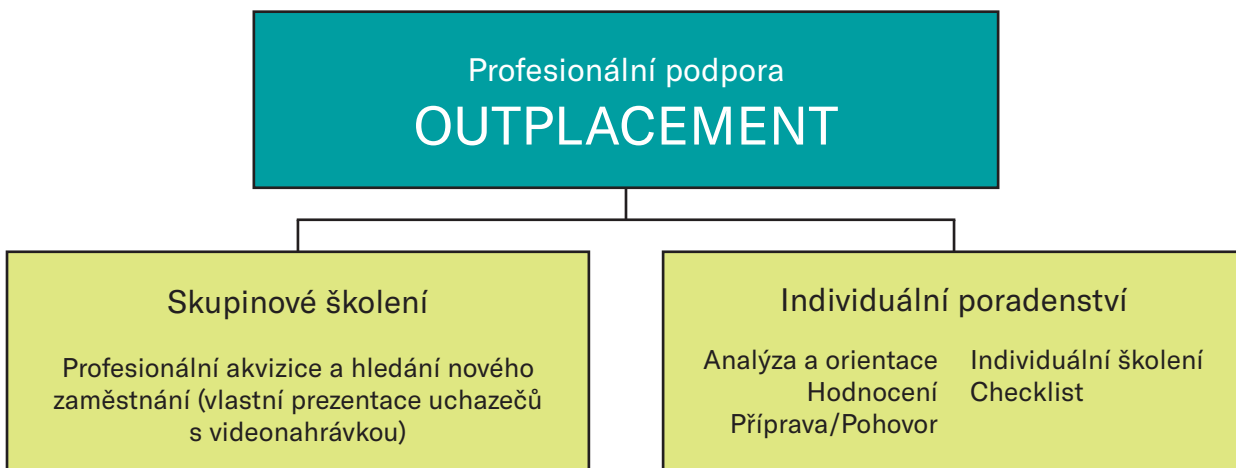 Profesionální podpora
OUTPLACEMENT
Skupinové školení
Profesionální akvizice a hledání nového
zaměstnání (vlastní prezentace uchazečů
s videonahrávkou)
Individuální poradenství
Analýza a orientace
Hodnocení
Příprava/Pohovor
Individuální školení
Checklist